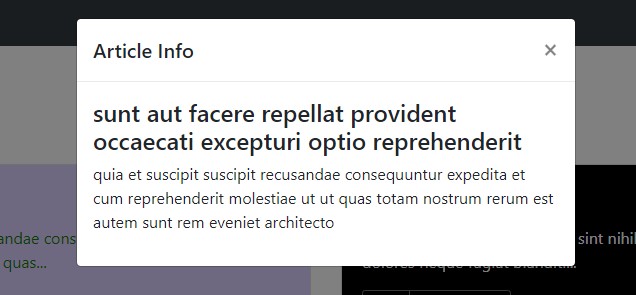 Article Info ×
sunt aut facere repellat provident
occaecati excepturi optio reprehenderit
quia et suscipit suscipit recusandae consequuntur expedita et
cum reprehenderit molestiae ut ut quas totam nostrum rerum est
autem sunt rem eveniet architecto
andae cons
sint nihil
quas...